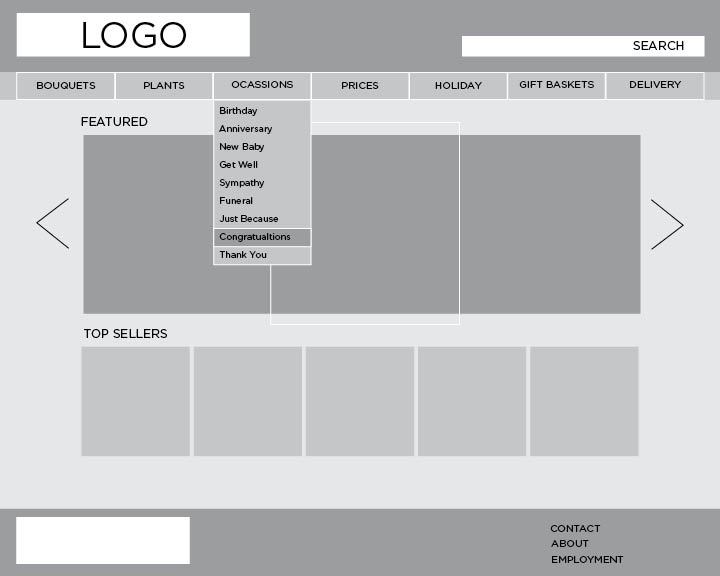 LOGO
SEARCH
BOUQUETS
PLANTS
OCASSIONS
PRICES
HOLIDAY
GIFT BASKETS
DELIVERY
Birthday
Anniversary
New Baby
Get Well
Sympathy
Funeral
Just Because
Congratualtions
Thank You
FEATURED
TOP SELLERS
CONTACT
ABOUT
EMPLOYMENT